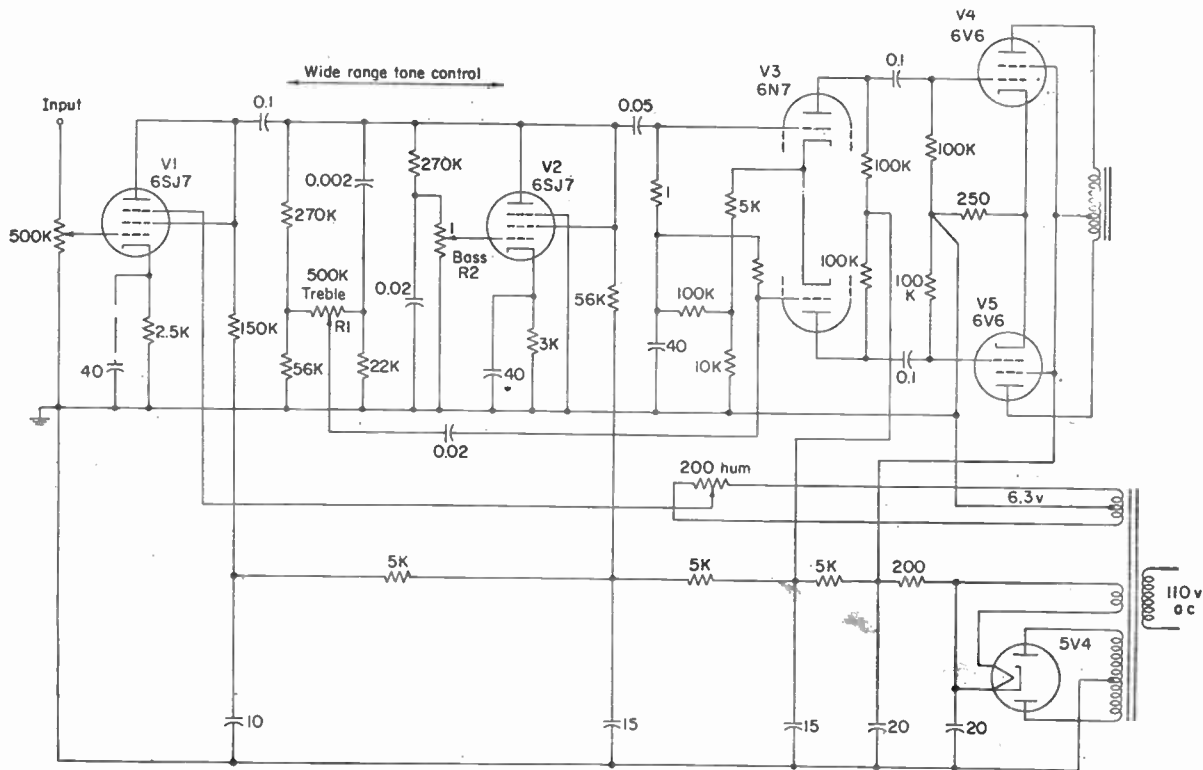 V4
6V6
Wide range tone control
V3
6N7
0.1
Input
0.1
0.05
V1
6SJ7
270K
V2
6SJ7
100K
100K
0.002
270K
1
5K
250
500K
500K
Treble
R1
1
Bass
R2
0.02
56K
100K
100K
100
K
V5
6V6
2.5K
150K
3K
40
56K
22K
40
40
10K
0.1
0.02
200 hum
6.3v
5K
5K
5K
200
110v
ac
5V4
10
15
15
20
20